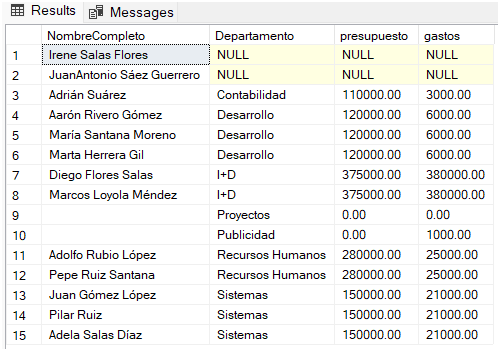 Results Messages
NombreCompleto Departamento presupuesto gastos
1 Irene Salas Flores NULL NULL NULL
2 JuanAntonio Sáez Guerrero NULL NULL NULL
3 Adrián Suárez Contabilidad 110000.00 3000.00
4 Aarón Rivero Gómez Desarrollo 120000.00 6000.00
5 María Santana Moreno Desarrollo 120000.00 6000.00
6 Marta Herrera Gil Desarrollo 120000.00 6000.00
7 Diego Flores Salas I+D 375000.00 380000.00
8 Marcos Loyola Méndez I+D 375000.00 380000.00
9 Proyectos 0.00 0.00
10 Publicidad 0.00 1000.00
11 Adolfo Rubio López Recursos Humanos 280000.00 25000.00
12 Pepe Ruiz Santana Recursos Humanos 280000.00 25000.00
13 Juan Gómez López Sistemas 150000.00 21000.00
14 Pilar Ruiz Sistemas 150000.00 21000.00
15 Adela Salas Díaz Sistemas 150000.00 21000.00